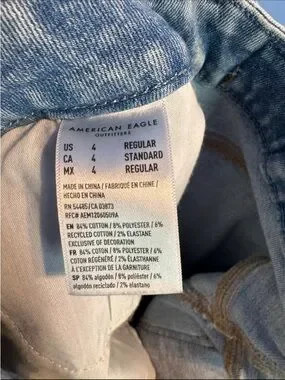 AMERICAN EAGLE
OUTFITTERS
US 4 REGULAR
CA 4 STANDARD
MX 4 REGULAR
MADE IN CHINA / FABRIQUÉ EN CHINE /
HECHO EN CHINA
RN 54485/CA 03873
RFC# AEM120605U9A
EN 84% COTTON / 8% POLYESTER / 6%
RECYCLED COTTON / 2% ELASTANE
EXCLUSIVE OF DECORATION
FR 84% COTON / 8% POLYESTER / 6%
COTON RÉGÉNÉRÉ / 2% ÉLASTHANNE
À L'EXCEPTION DE LA GARNITURE
SP 84% algodón / 8% poliéster / 6%
algodón reciclado / 2% elastano